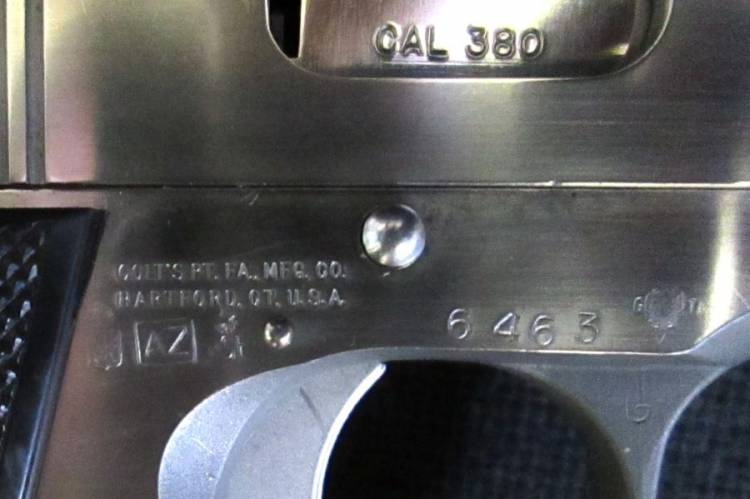 CAL 380
COLT'S PT. FA. MFG. CO.
HARTFORD, CT. U.S.A.
AZ
6463